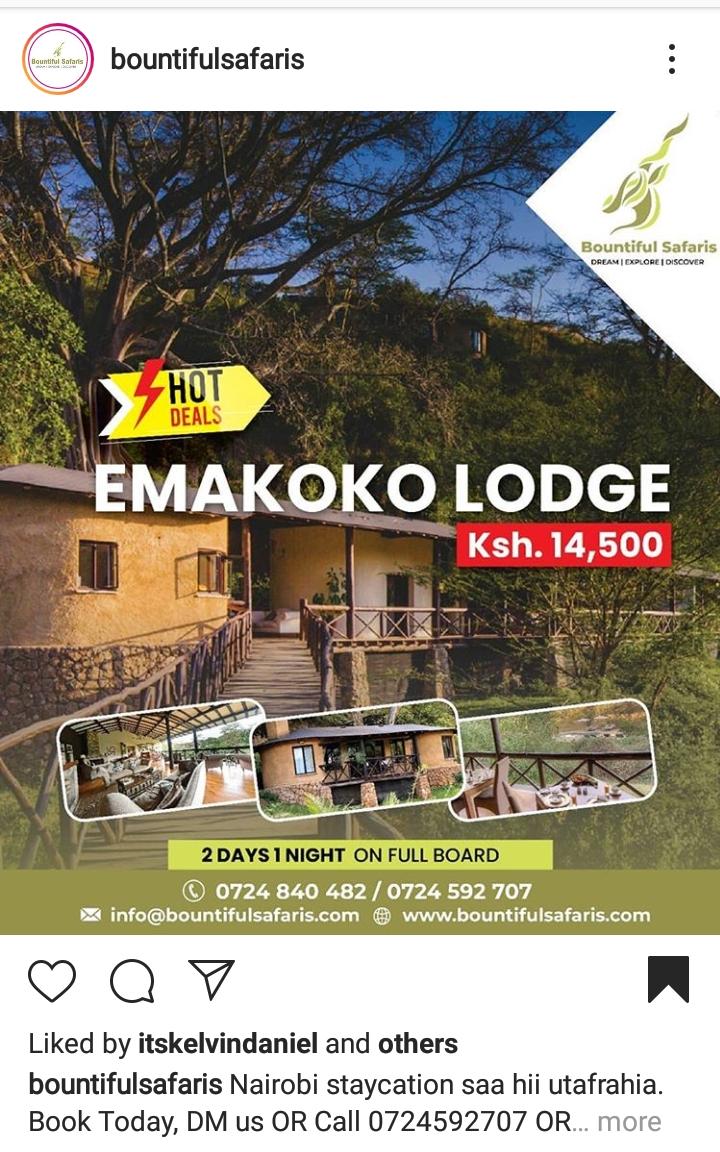 Bountiful Safaris
bountifulsafaris
Bountiful Safaris
DREAM | EXPLORE | DISCOVER
HOT
DEALS
EMAKOKO LODGE
Ksh. 14,500
2 DAYS 1 NIGHT ON FULL BOARD
0724 840 482 / 0724 592 707
info@bountifulsafaris.com www.bountifulsafaris.com
Liked by itskelvindaniel and others
bountifulsafaris Nairobi staycation saa hii utafrahia.
Book Today, DM us OR Call 0724592707 OR... more